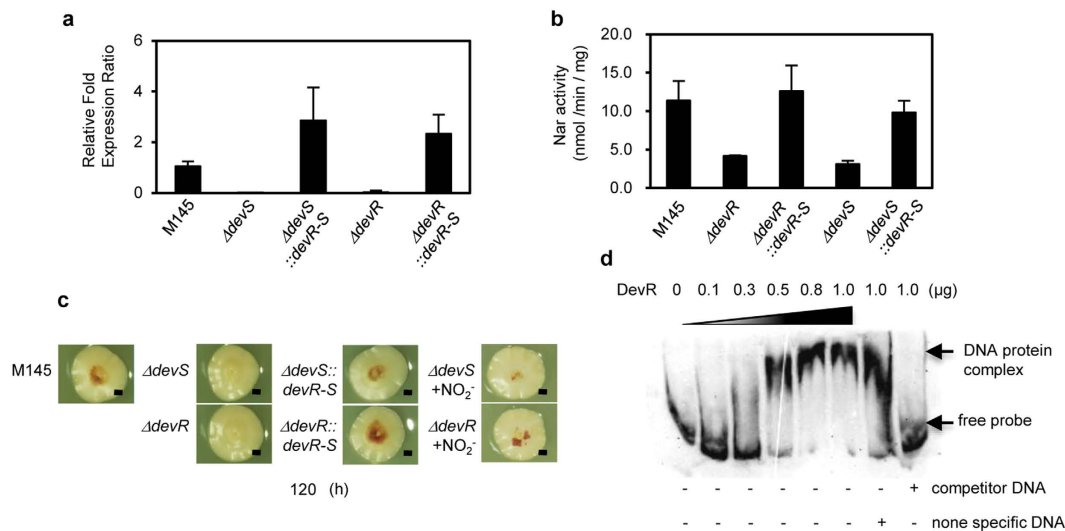 a
Relative Fold
Expression Ratio
6
4
2
0
M145
ΔdevS
ΔdevS
::devR-S
ΔdevR
ΔdevR
::devR-S
b
Nar activity
(nmol /min / mg)
20.0
15.0
10.0
5.0
0.0
M145
ΔdevR
ΔdevR
::devR-S
ΔdevS
ΔdevS
::devR-S
c
M145
ΔdevS
ΔdevS::
devR-S
ΔdevS
+NO₂⁻
ΔdevR
ΔdevR::
devR-S
ΔdevR
+NO₂⁻
120 (h)
d
DevR 0 0.1 0.3 0.5 0.8 1.0 1.0 1.0 (μg)
DNA protein
complex
free probe
- - - - - - - + competitor DNA
- - - - - - + - none specific DNA